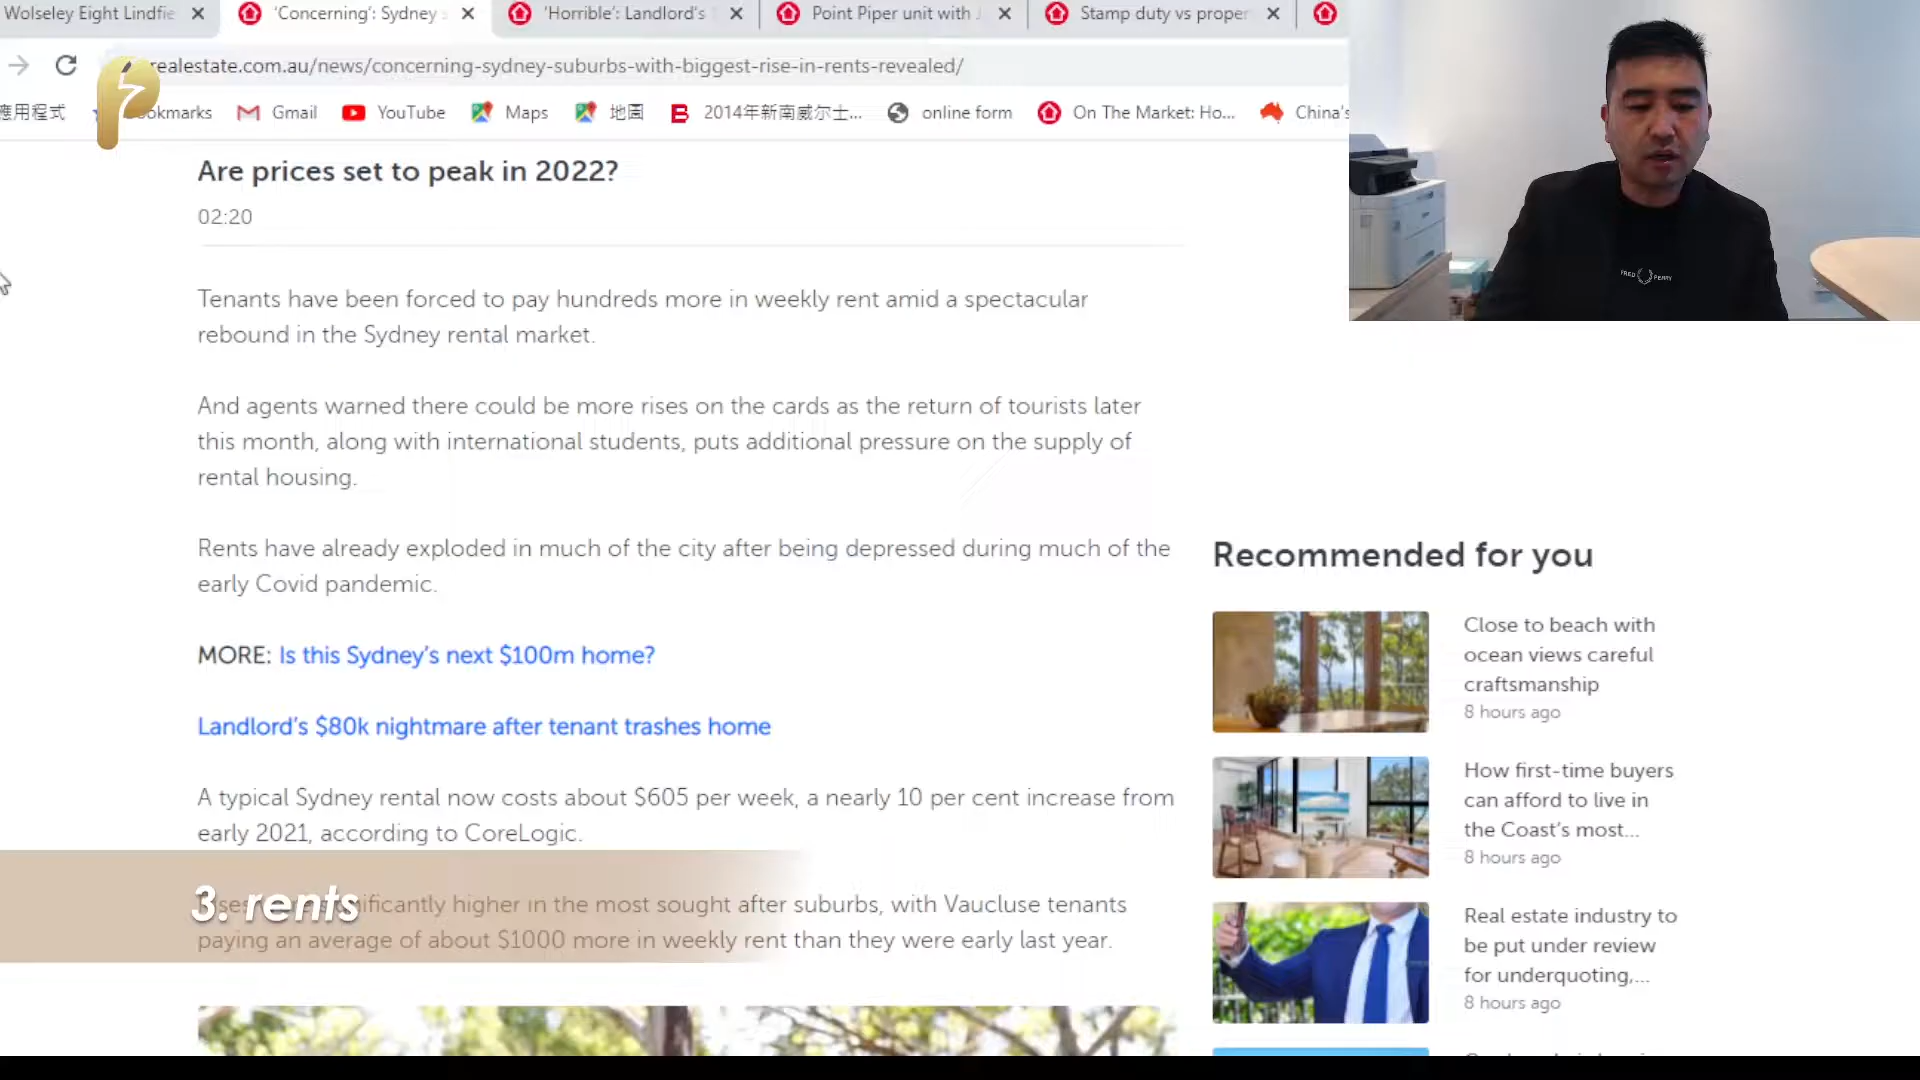 Wolseley Eight Lindfie
'Concerning': Sydney
'Horrible': Landlord's
Point Piper unit with
Stamp duty vs proper
realestate.com.au/news/concerning-sydney-suburbs-with-biggest-rise-in-rents-revealed/
應用程式
okmarks
Gmail
YouTube
Maps
地圖
2014年新南威尔士...
online form
On The Market: Ho...
China's
FRED PERRY
Are prices set to peak in 2022?
02:20
Tenants have been forced to pay hundreds more in weekly rent amid a spectacular
rebound in the Sydney rental market.
And agents warned there could be more rises on the cards as the return of tourists later
this month, along with international students, puts additional pressure on the supply of
rental housing.
Rents have already exploded in much of the city after being depressed during much of the
early Covid pandemic.
MORE: Is this Sydney's next $100m home?
Landlord's $80k nightmare after tenant trashes home
A typical Sydney rental now costs about $605 per week, a nearly 10 per cent increase from
early 2021, according to CoreLogic.
3. rents
higher in the most sought after suburbs, with Vaucluse tenants
paying an average of about $1000 more in weekly rent than they were early last year.
Recommended for you
Close to beach with
ocean views careful
craftsmanship
8 hours ago
How first-time buyers
can afford to live in
the Coast's most...
8 hours ago
Real estate industry to
be put under review
for underquoting,...
8 hours ago